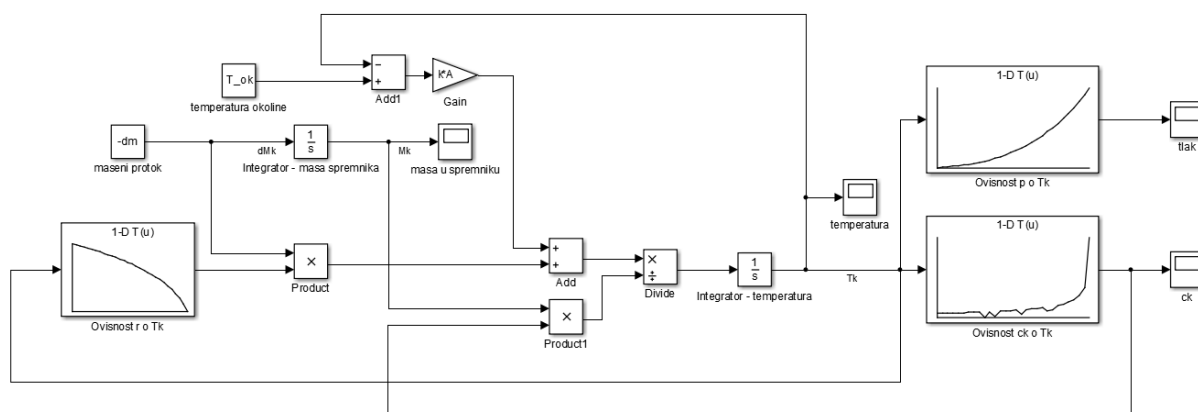 T_ok
temperatura okoline
−
+
Add1
K*A
Gain
-dm
maseni protok
dMk
1
s
Integrator - masa spremnika
Mk
masa u spremniku
1-D T(u)
Ovisnost r o Tk
×
Product
+
+
Add
×
Product1
×
÷
Divide
1
s
Integrator - temperatura
temperatura
Tk
1-D T(u)
Ovisnost p o Tk
tlak
1-D T(u)
Ovisnost ck o Tk
ck